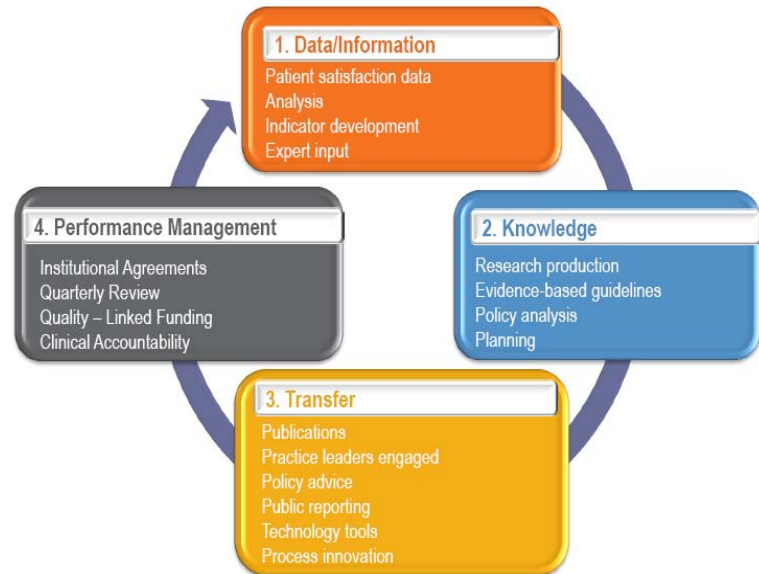 1. Data/Information
Patient satisfaction data
Analysis
Indicator development
Expert input
2. Knowledge
Research production
Evidence-based guidelines
Policy analysis
Planning
3. Transfer
Publications
Practice leaders engaged
Policy advice
Public reporting
Technology tools
Process innovation
4. Performance Management
Institutional Agreements
Quarterly Review
Quality – Linked Funding
Clinical Accountability